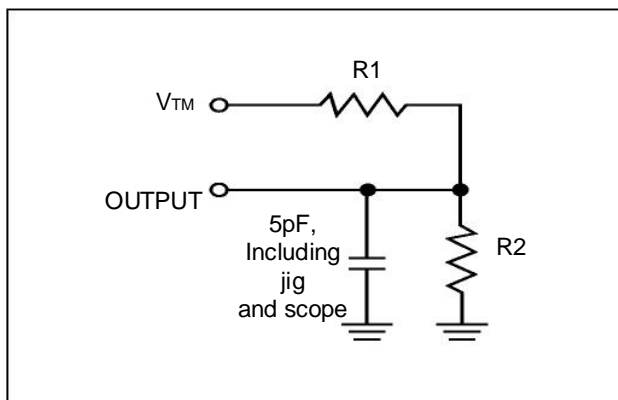 R1
VTM
OUTPUT
5pF,
Including
jig
and scope
R2